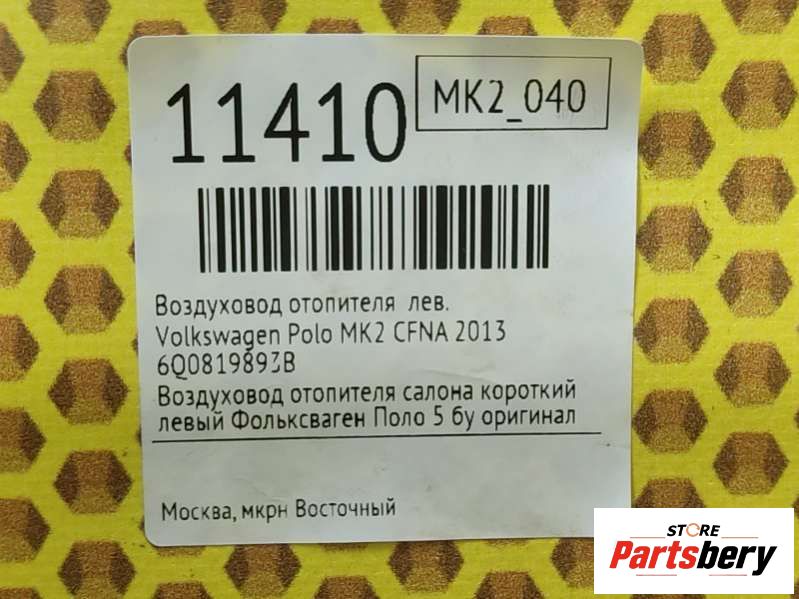 11410
MK2_040
Воздуховод отопителя лев.
Volkswagen Polo MK2 CFNA 2013
6Q0819893B
Воздуховод отопителя салона короткий
левый Фольксваген Поло 5 бу оригинал
Москва, мкрн Восточный
STORE
Partsbery